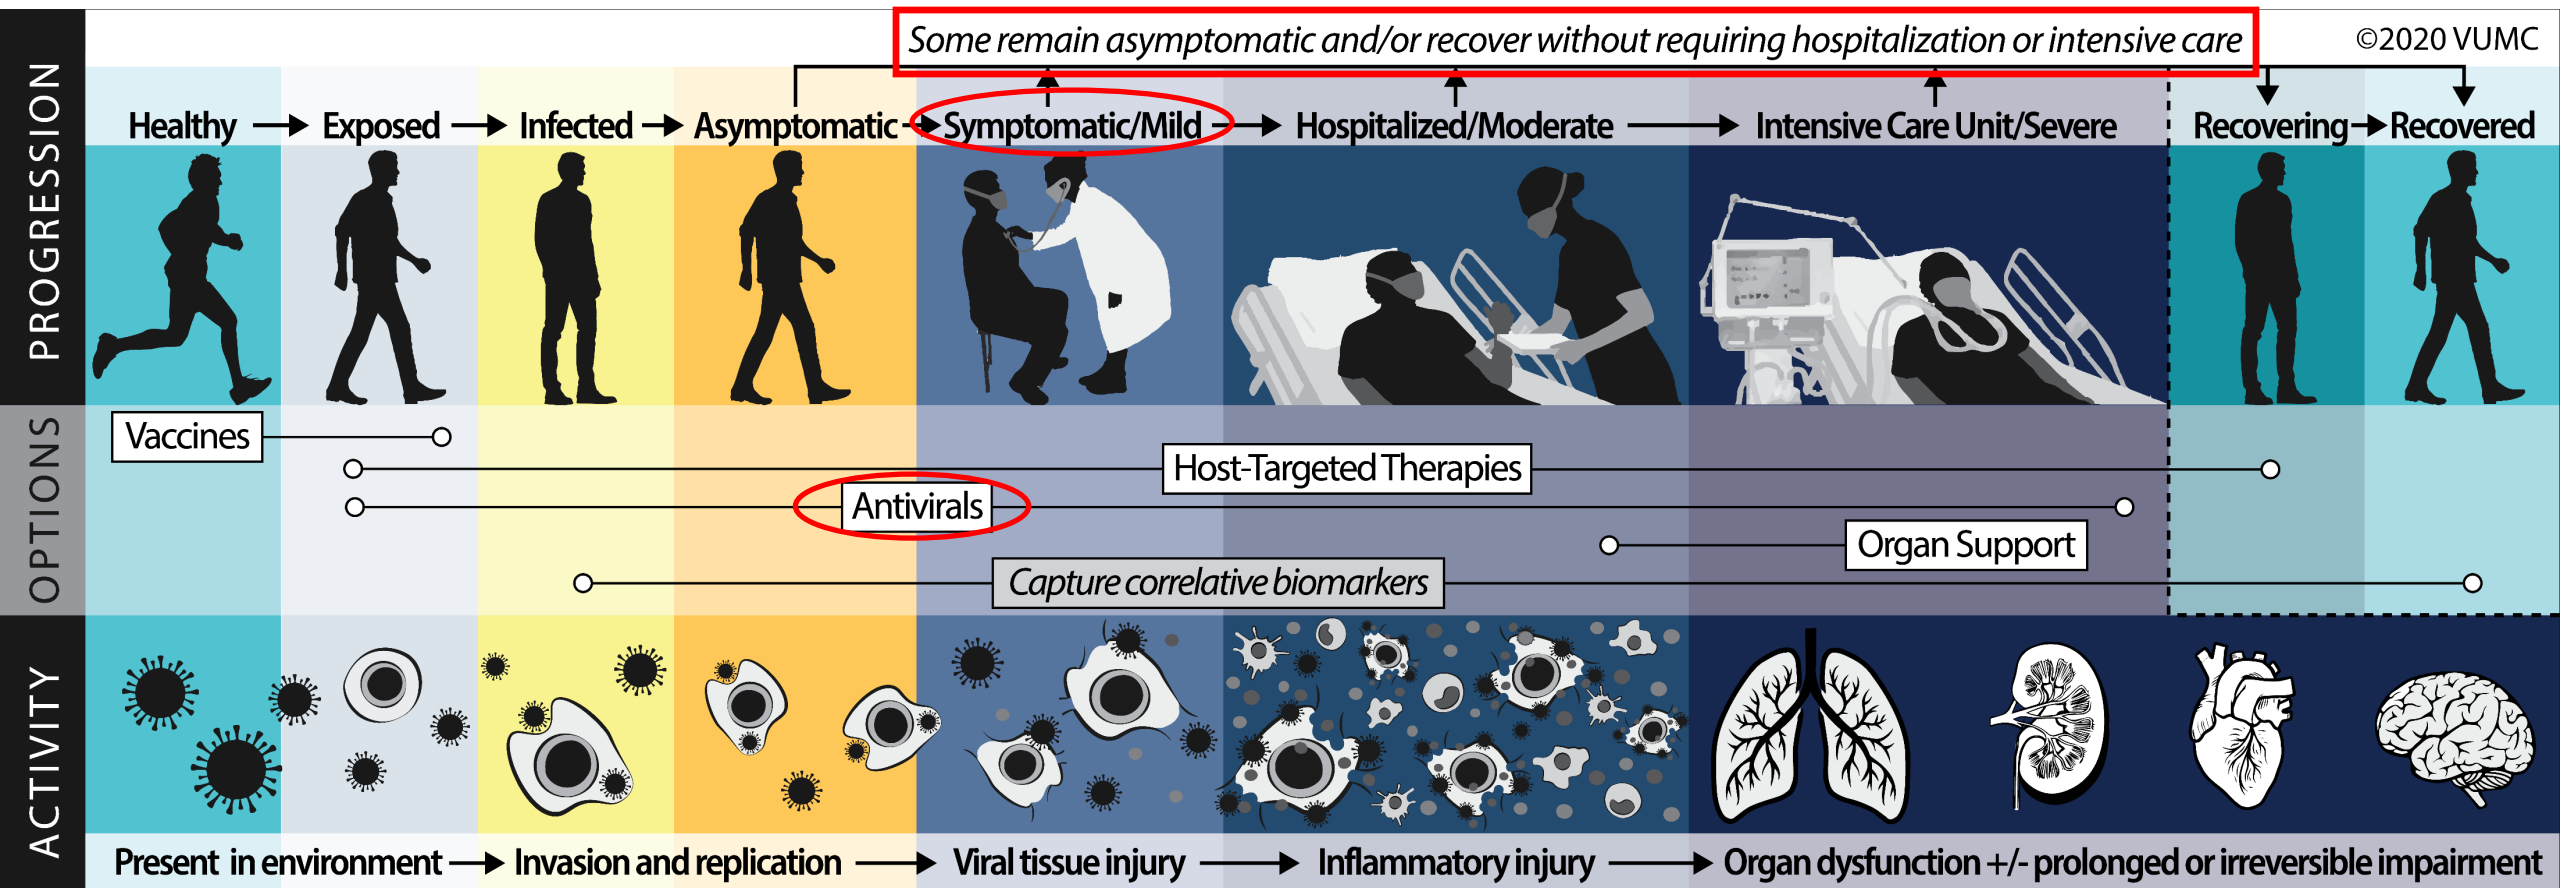 Some remain asymptomatic and/or recover without requiring hospitalization or intensive care
©2020 VUMC
PROGRESSION
Healthy
Exposed
Infected
Asymptomatic
Symptomatic/Mild
Hospitalized/Moderate
Intensive Care Unit/Severe
Recovering
Recovered
OPTIONS
Vaccines
Host-Targeted Therapies
Antivirals
Organ Support
Capture correlative biomarkers
ACTIVITY
Present in environment
Invasion and replication
Viral tissue injury
Inflammatory injury
Organ dysfunction +/- prolonged or irreversible impairment